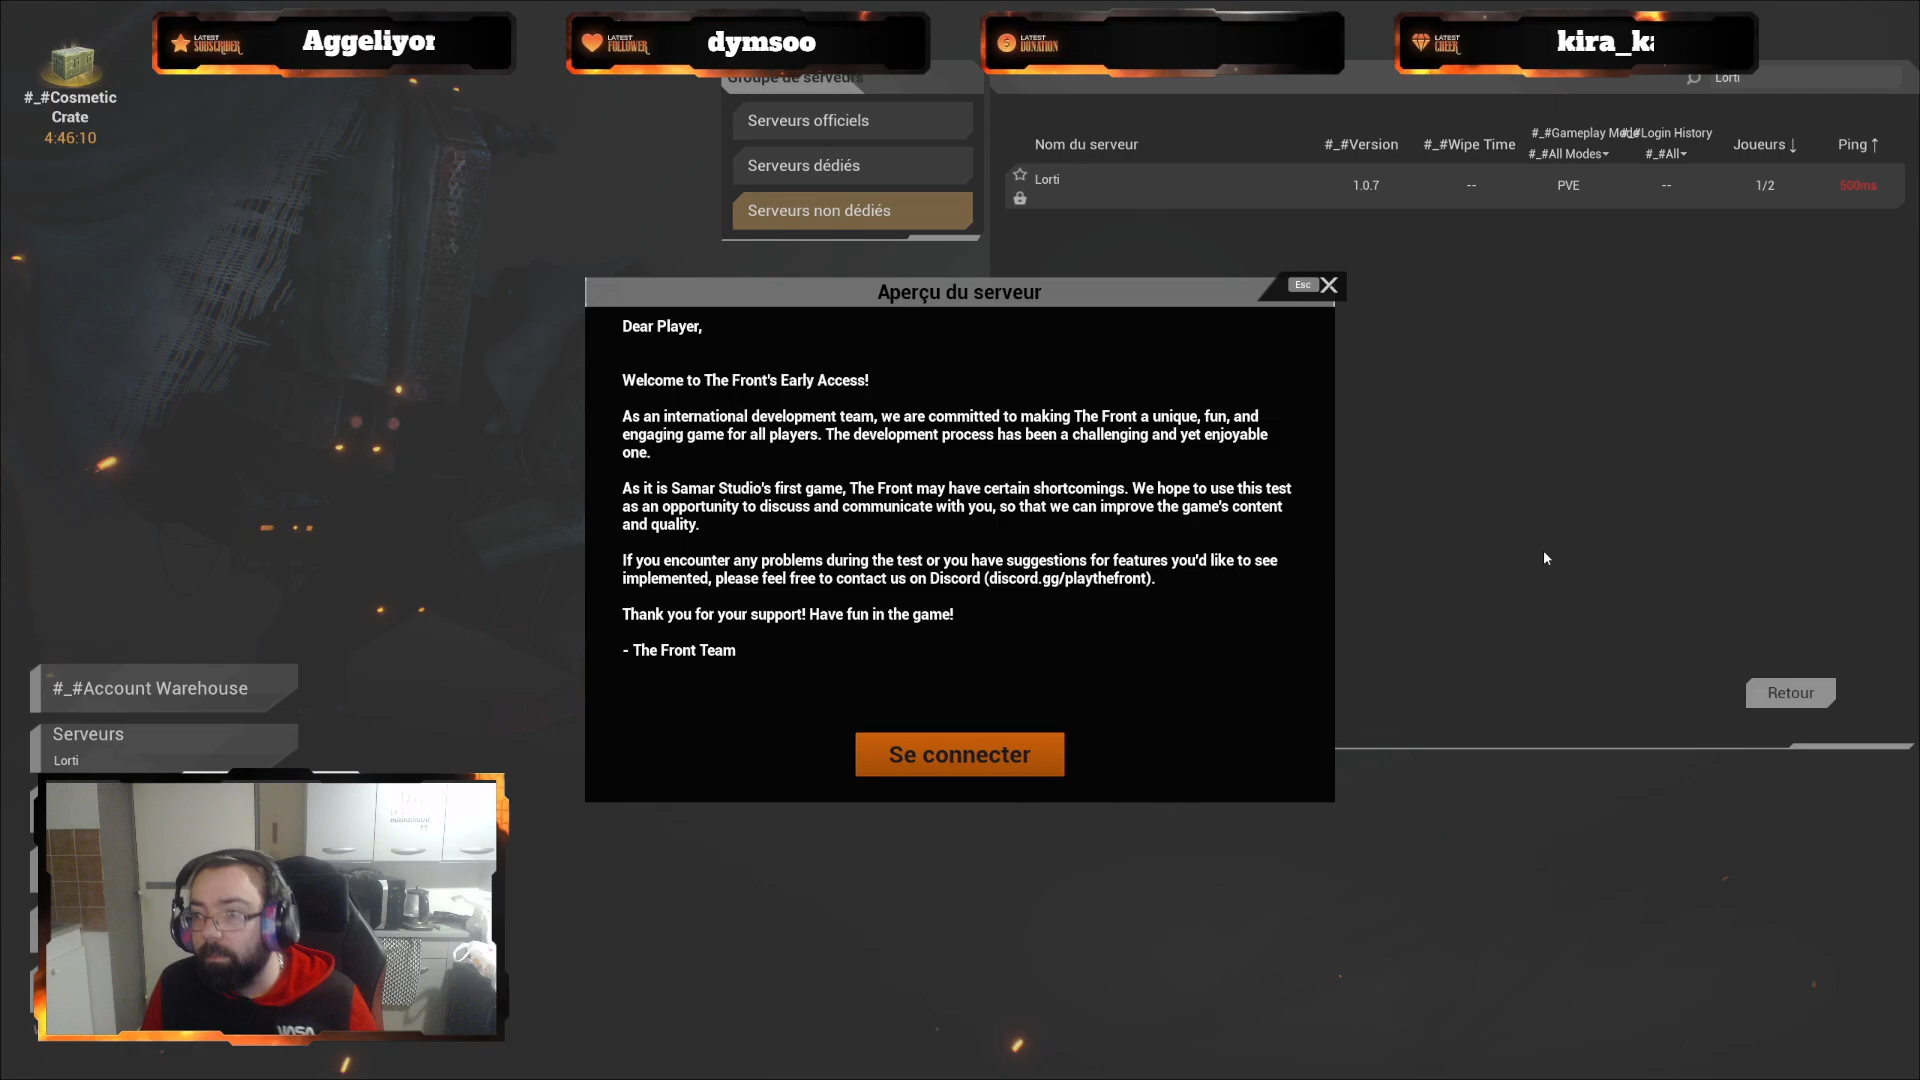 LATEST SUBSCRIBER
Aggeliyor
LATEST FOLLOWER
dymsoo
LATEST DONATION
LATEST CHEER
kira_k
#_#Cosmetic
Crate
4:46:10
Groupe de serveurs
Serveurs officiels
Serveurs dédiés
Serveurs non dédiés
Lorti
Nom du serveur
#_#Version
#_#Wipe Time
#_#Gameplay Mode
#_#All Modes
#_#Login History
#_#All
Joueurs ↓
Ping ↑
Lorti
1.0.7
--
PVE
--
1/2
500ms
Aperçu du serveur
Esc X
Dear Player,
Welcome to The Front's Early Access!
As an international development team, we are committed to making The Front a unique, fun, and
engaging game for all players. The development process has been a challenging and yet enjoyable
one.
As it is Samar Studio's first game, The Front may have certain shortcomings. We hope to use this test
as an opportunity to discuss and communicate with you, so that we can improve the game's content
and quality.
If you encounter any problems during the test or you have suggestions for features you'd like to see
implemented, please feel free to contact us on Discord (discord.gg/playthefront).
Thank you for your support! Have fun in the game!
- The Front Team
Se connecter
Retour
#_#Account Warehouse
Serveurs
Lorti
maintenant